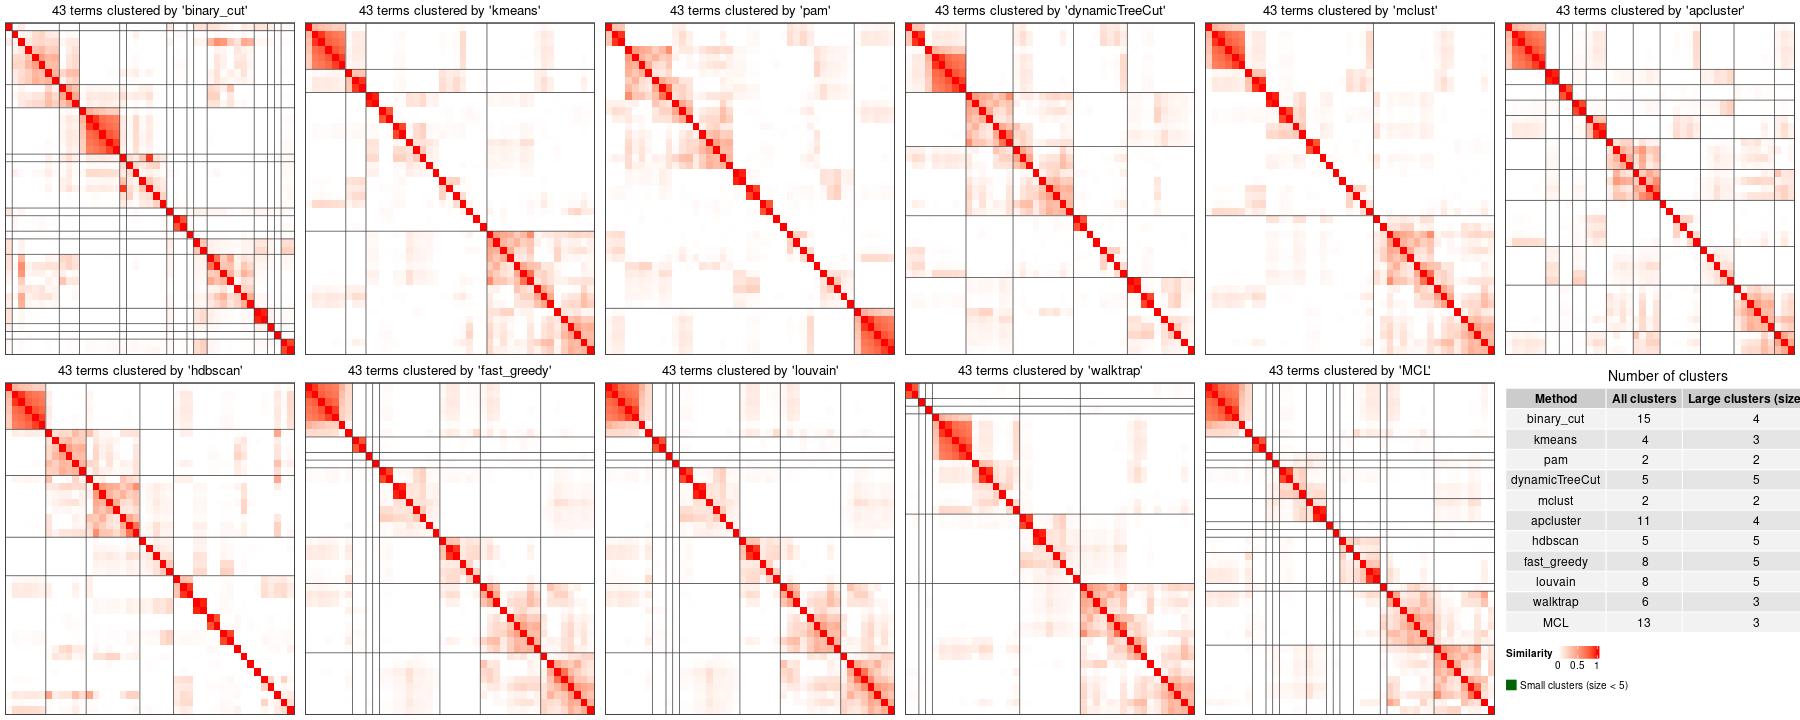 43 terms clustered by 'binary_cut'
43 terms clustered by 'kmeans'
43 terms clustered by 'pam'
43 terms clustered by 'dynamicTreeCut'
43 terms clustered by 'mclust'
43 terms clustered by 'apcluster'
43 terms clustered by 'hdbscan'
43 terms clustered by 'fast_greedy'
43 terms clustered by 'louvain'
43 terms clustered by 'walktrap'
43 terms clustered by 'MCL'
Number of clusters
Method All clusters Large clusters (size
binary_cut 15 4
kmeans 4 3
pam 2 2
dynamicTreeCut 5 5
mclust 2 2
apcluster 11 4
hdbscan 5 5
fast_greedy 8 5
louvain 8 5
walktrap 6 3
MCL 13 3
Similarity
0 0.5 1
Small clusters (size < 5)